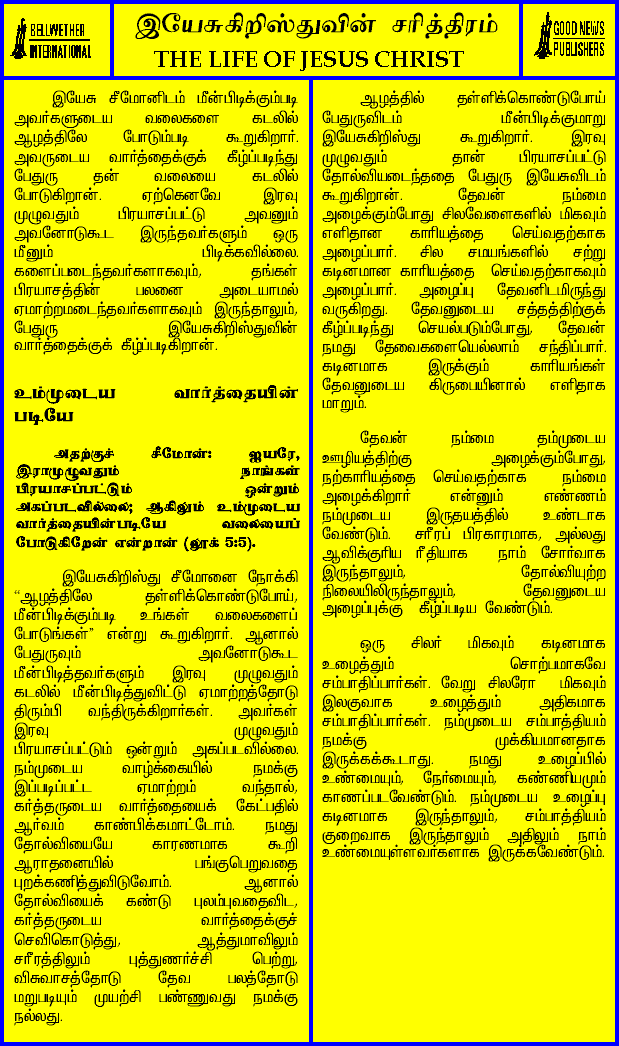 BELLWETHER
INTERNATIONAL
இயேசுகிறிஸ்துவின் சரித்திரம்
THE LIFE OF JESUS CHRIST
GOOD NEWS
PUBLISHERS
இயேசு சீமோனிடம் மீன்பிடிக்கும்படி
அவர்களுடைய வலைகளை கடலில்
ஆழத்திலே போடும்படி கூறுகிறார்.
அவருடைய வார்த்தைக்குக் கீழ்ப்படிந்து
பேதுரு தன் வலையை கடலில்
போடுகிறான். ஏற்கெனவே இரவு
முழுவதும் பிரயாசப்பட்டு அவனும்
அவனோடுகூட இருந்தவர்களும் ஒரு
மீனும் பிடிக்கவில்லை.
களைப்படைந்தவர்களாகவும், தங்கள்
பிரயாசத்தின் பலனை அடையாமல்
ஏமாற்றமடைந்தவர்களாகவும் இருந்தாலும்,
பேதுரு இயேசுகிறிஸ்துவின்
வார்த்தைக்குக் கீழ்ப்படிகிறான்.
உம்முடைய வார்த்தையின்
படியே
அதற்குச் சீமோன்: ஐயரே,
இராமுழுவதும் நாங்கள்
பிரயாசப்பட்டும் ஒன்றும்
அகப்படவில்லை; ஆகிலும் உம்முடைய
வார்த்தையின்படியே வலையைப்
போடுகிறேன் என்றான் (லூக் 5:5).
இயேசுகிறிஸ்து சீமோனை நோக்கி
“ஆழத்திலே தள்ளிக்கொண்டுபோய்,
மீன்பிடிக்கும்படி உங்கள் வலைகளைப்
போடுங்கள்” என்று கூறுகிறார். ஆனால்
பேதுருவும் அவனோடுகூட
மீன்பிடித்தவர்களும் இரவு முழுவதும்
கடலில் மீன்பிடித்துவிட்டு ஏமாற்றத்தோடு
திரும்பி வந்திருக்கிறார்கள். அவர்கள்
இரவு முழுவதும்
பிரயாசப்பட்டும் ஒன்றும் அகப்படவில்லை.
நம்முடைய வாழ்க்கையில் நமக்கு
இப்படிப்பட்ட ஏமாற்றம் வந்தால்,
கர்த்தருடைய வார்த்தையைக் கேட்பதில்
ஆர்வம் காண்பிக்கமாட்டோம். நமது
தோல்வியையே காரணமாக கூறி
ஆராதனையில் பங்குபெறுவதை
புறக்கணித்துவிடுவோம். ஆனால்
தோல்வியைக் கண்டு புலம்புவதைவிட,
கர்த்தருடைய வார்த்தைக்குச்
செவிகொடுத்து, ஆத்துமாவிலும்
சரீரத்திலும் புத்துணர்ச்சி பெற்று,
விசுவாசத்தோடு தேவ பலத்தோடு
மறுபடியும் முயற்சி பண்ணுவது நமக்கு
நல்லது.
ஆழத்தில் தள்ளிக்கொண்டுபோய்
பேதுருவிடம் மீன்பிடிக்குமாறு
இயேசுகிறிஸ்து கூறுகிறார். இரவு
முழுவதும் தான் பிரயாசப்பட்டு
தோல்வியடைந்ததை பேதுரு இயேசுவிடம்
கூறுகிறான். தேவன் நம்மை
அழைக்கும்போது சிலவேளைகளில் மிகவும்
எளிதான காரியத்தை செய்வதற்காக
அழைப்பார். சில சமயங்களில் சற்று
கடினமான காரியத்தை செய்வதற்காகவும்
அழைப்பார். அழைப்பு தேவனிடமிருந்து
வருகிறது. தேவனுடைய சத்தத்திற்குக்
கீழ்ப்படிந்து செயல்படும்போது, தேவன்
நமது தேவைகளையெல்லாம் சந்திப்பார்.
கடினமாக இருக்கும் காரியங்கள்
தேவனுடைய கிருபையினால் எளிதாக
மாறும்.
தேவன் நம்மை தம்முடைய
ஊழியத்திற்கு அழைக்கும்போது,
நற்காரியத்தை செய்வதற்காக நம்மை
அழைக்கிறார் என்னும் எண்ணம்
நம்முடைய இருதயத்தில் உண்டாக
வேண்டும். சரீரப் பிரகாரமாக, அல்லது
ஆவிக்குரிய ரீதியாக நாம் சோர்வாக
இருந்தாலும், தோல்வியுற்ற
நிலையிலிருந்தாலும், தேவனுடைய
அழைப்புக்கு கீழ்ப்படிய வேண்டும்.
ஒரு சிலர் மிகவும் கடினமாக
உழைத்தும் சொற்பமாகவே
சம்பாதிப்பார்கள். வேறு சிலரோ மிகவும்
இலகுவாக உழைத்தும் அதிகமாக
சம்பாதிப்பார்கள். நம்முடைய சம்பாத்தியம்
நமக்கு முக்கியமானதாக
இருக்கக்கூடாது. நமது உழைப்பில்
உண்மையும், நேர்மையும், கண்ணியமும்
காணப்படவேண்டும். நம்முடைய உழைப்பு
கடினமாக இருந்தாலும், சம்பாத்தியம்
குறைவாக இருந்தாலும் அதிலும் நாம்
உண்மையுள்ளவர்களாக இருக்கவேண்டும்.